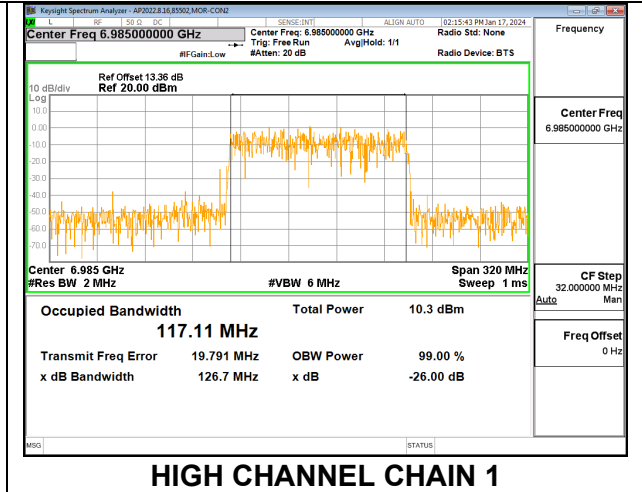 Keysight Spectrum Analyzer - AP2022.8.16,85502,MOR-CON2
L RF 50 Ω DC SENSE:INT ALIGN AUTO 02:15:43 PM Jan 17, 2024
Center Freq 6.985000000 GHz
Center Freq: 6.985000000 GHz
Radio Std: None
Trig: Free Run Avg|Hold: 1/1
#IFGain:Low
#Atten: 20 dB
Radio Device: BTS
Frequency
Ref Offset 13.36 dB
10 dB/div Ref 20.00 dBm
Log
10.0
0.00
-10.0
-20.0
-30.0
-40.0
-50.0
-60.0
-70.0
Center Freq
6.985000000 GHz
Center 6.985 GHz Span 320 MHz
#Res BW 2 MHz #VBW 6 MHz Sweep 1 ms
CF Step
32.000000 MHz
Auto Man
Freq Offset
0 Hz
Occupied Bandwidth Total Power 10.3 dBm
117.11 MHz
Transmit Freq Error 19.791 MHz OBW Power 99.00 %
x dB Bandwidth 126.7 MHz x dB -26.00 dB
MSG STATUS
HIGH CHANNEL CHAIN 1